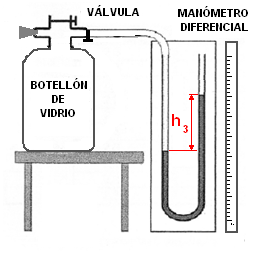 VÁLVULA
MANÓMETRO
DIFERENCIAL
BOTELLÓN
DE
VIDRIO
h3